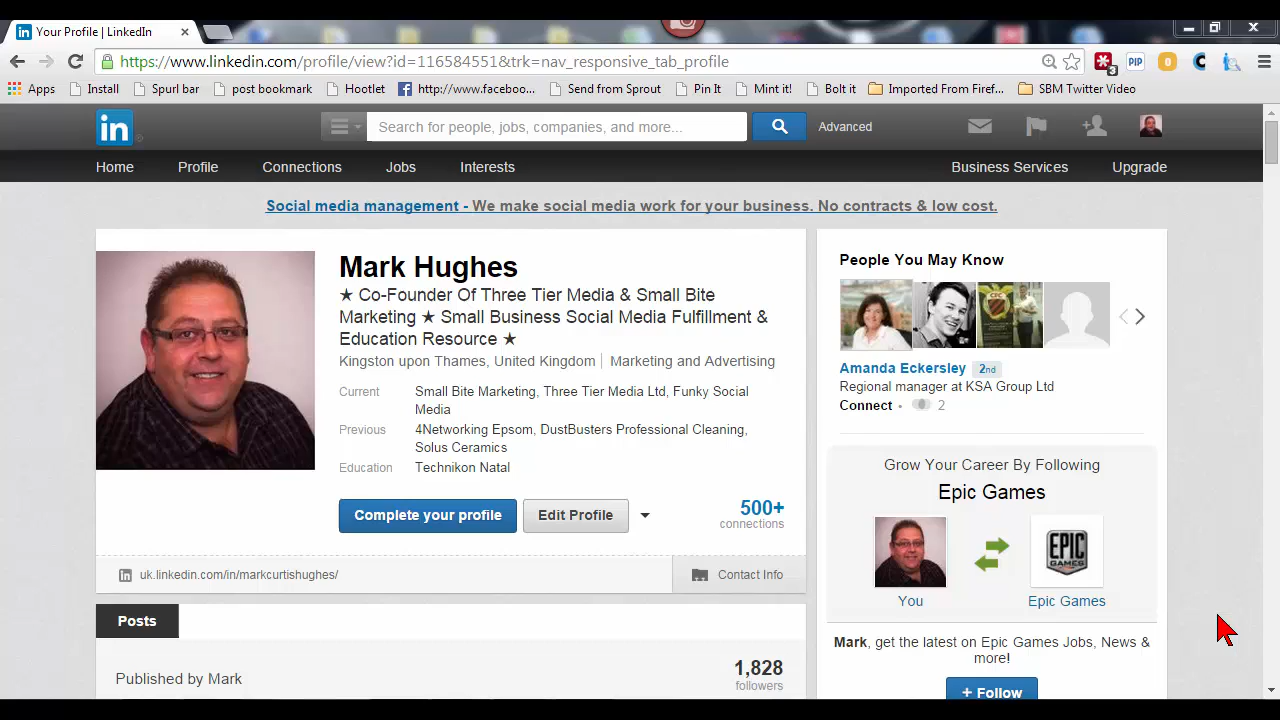 Your Profile | LinkedIn
https://www.linkedin.com/profile/view?id=116584551&trk=nav_responsive_tab_profile
3
PIP
0
Apps Install Spurl bar post bookmark Hootlet http://www.faceboo... Send from Sprout Pin It Mint it! Bolt it Imported From Firef... SBM Twitter Video
in
Search for people, jobs, companies, and more...
Advanced
Home Profile Connections Jobs Interests Business Services Upgrade
Social media management - We make social media work for your business. No contracts & low cost.
Mark Hughes
★ Co-Founder Of Three Tier Media & Small Bite
Marketing ★ Small Business Social Media Fulfillment &
Education Resource ★
Kingston upon Thames, United Kingdom | Marketing and Advertising
Current Small Bite Marketing, Three Tier Media Ltd, Funky Social
Media
Previous 4Networking Epsom, DustBusters Professional Cleaning,
Solus Ceramics
Education Technikon Natal
Complete your profile Edit Profile
500+
connections
uk.linkedin.com/in/markcurtishughes/
Contact Info
Posts
Published by Mark
1,828
followers
People You May Know
Amanda Eckersley 2nd
Regional manager at KSA Group Ltd
Connect • 2
Grow Your Career By Following
Epic Games
EPIC
GAMES
You Epic Games
Mark, get the latest on Epic Games Jobs, News &
more!
+ Follow